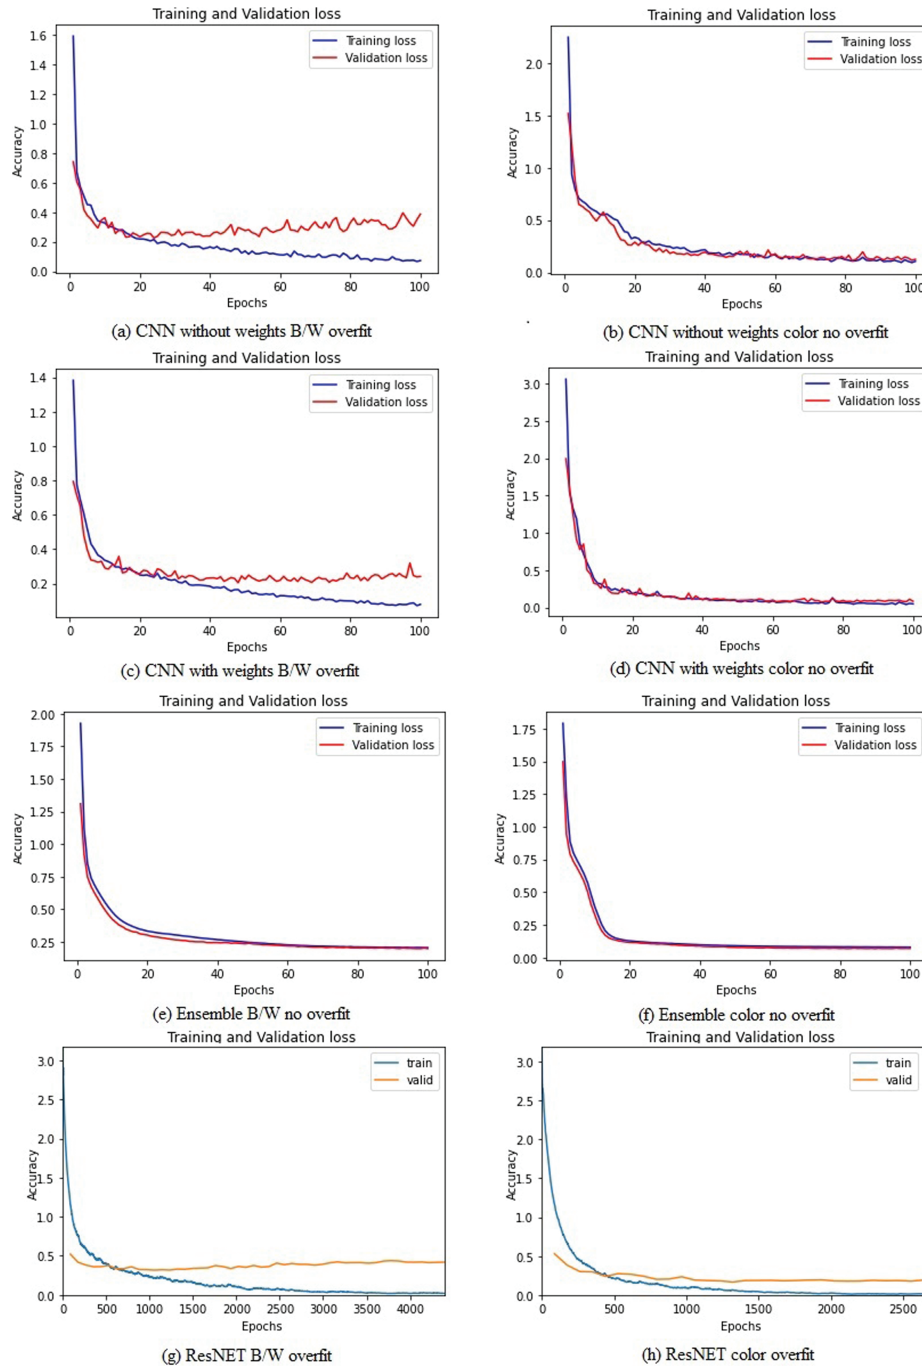 Training and Validation loss
Training loss
Validation loss
1.6
1.4
1.2
1.0
0.8
0.6
0.4
0.2
0.0
Accuracy
0 20 40 60 80 100
Epochs
(a) CNN without weights B/W overfit
Training and Validation loss
Training loss
Validation loss
2.0
1.5
1.0
0.5
0.0
Accuracy
0 20 40 60 80 100
Epochs
(b) CNN without weights color no overfit
Training and Validation loss
Training loss
Validation loss
1.4
1.2
1.0
0.8
0.6
0.4
0.2
Accuracy
0 20 40 60 80 100
Epochs
(c) CNN with weights B/W overfit
Training and Validation loss
Training loss
Validation loss
3.0
2.5
2.0
1.5
1.0
0.5
0.0
Accuracy
0 20 40 60 80 100
Epochs
(d) CNN with weights color no overfit
Training and Validation loss
Training loss
Validation loss
2.00
1.75
1.50
1.25
1.00
0.75
0.50
0.25
Accuracy
0 20 40 60 80 100
Epochs
(e) Ensemble B/W no overfit
Training and Validation loss
Training loss
Validation loss
1.75
1.50
1.25
1.00
0.75
0.50
0.25
0.00
Accuracy
0 20 40 60 80 100
Epochs
(f) Ensemble color no overfit
Training and Validation loss
train
valid
3.0
2.5
2.0
1.5
1.0
0.5
0.0
Accuracy
0 500 1000 1500 2000 2500 3000 3500 4000
Epochs
(g) ResNET B/W overfit
Training and Validation loss
train
valid
3.0
2.5
2.0
1.5
1.0
0.5
0.0
Accuracy
0 500 1000 1500 2000 2500
Epochs
(h) ResNET color overfit